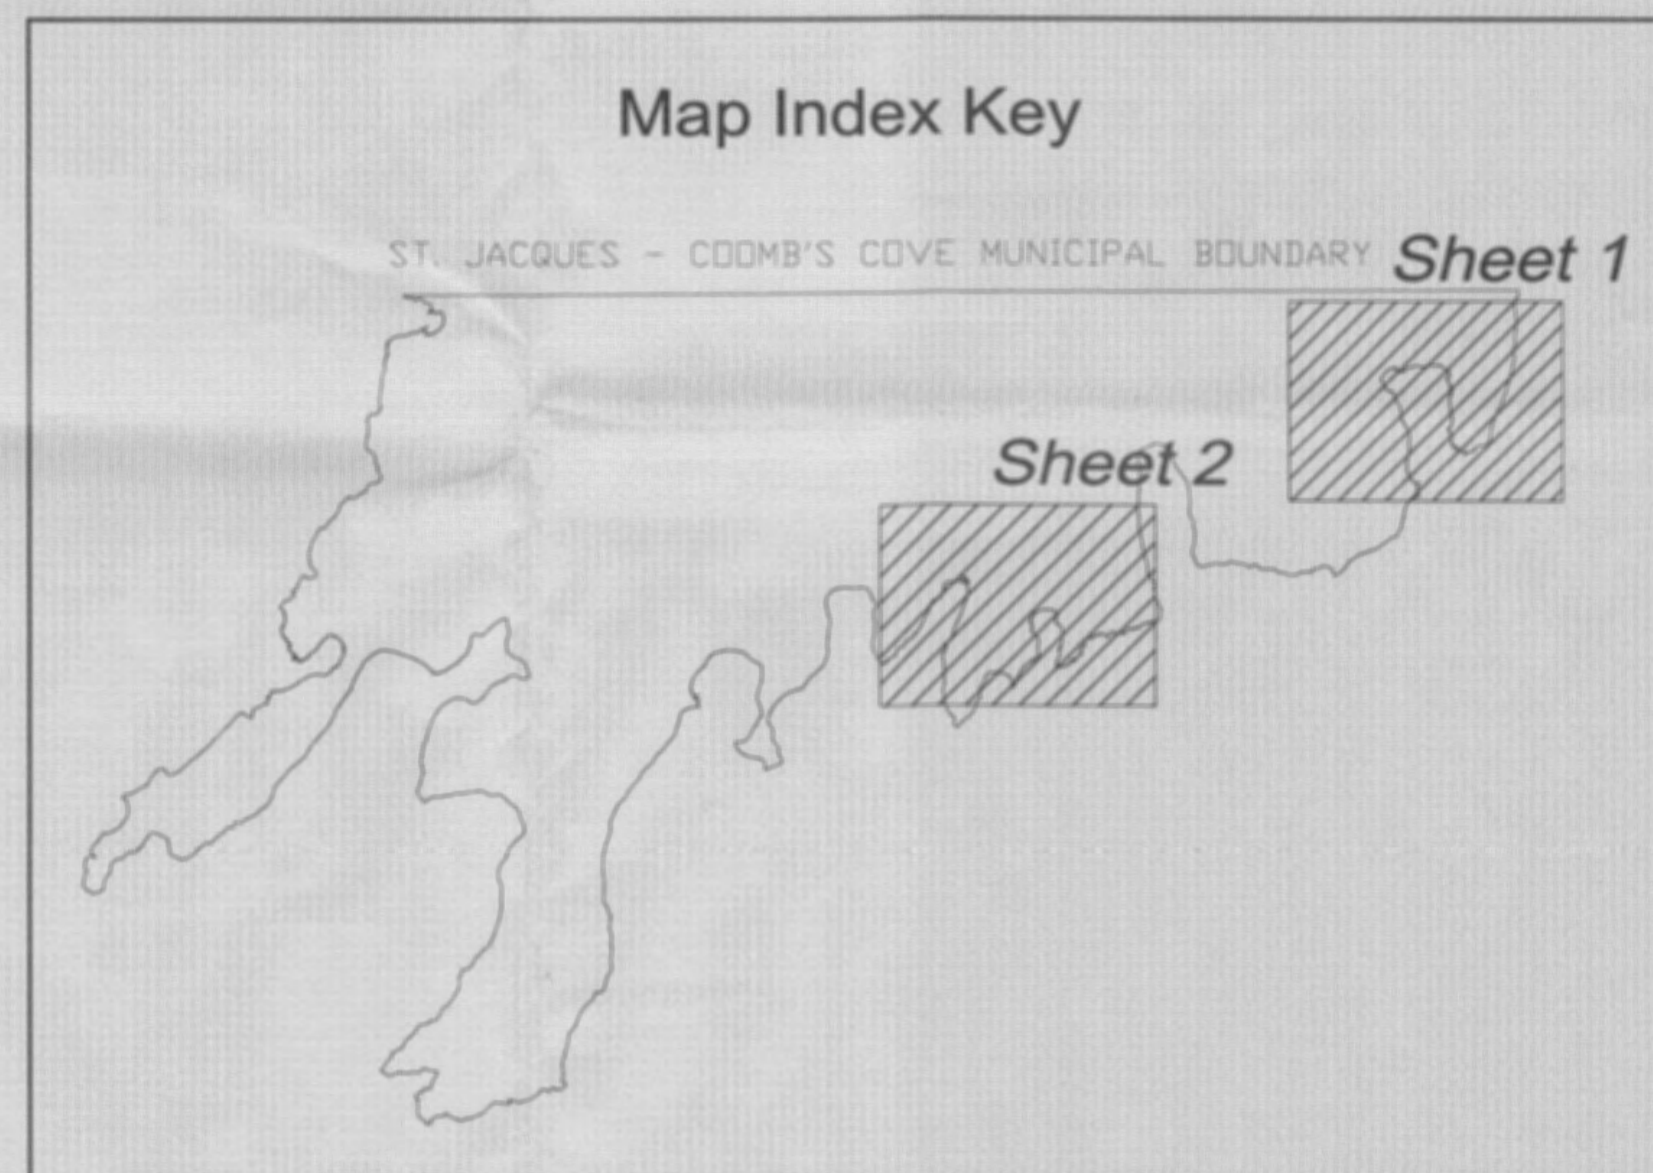 Map Index Key
ST. JACQUES - COOMB'S COVE MUNICIPAL BOUNDARY
Sheet 1
Sheet 2